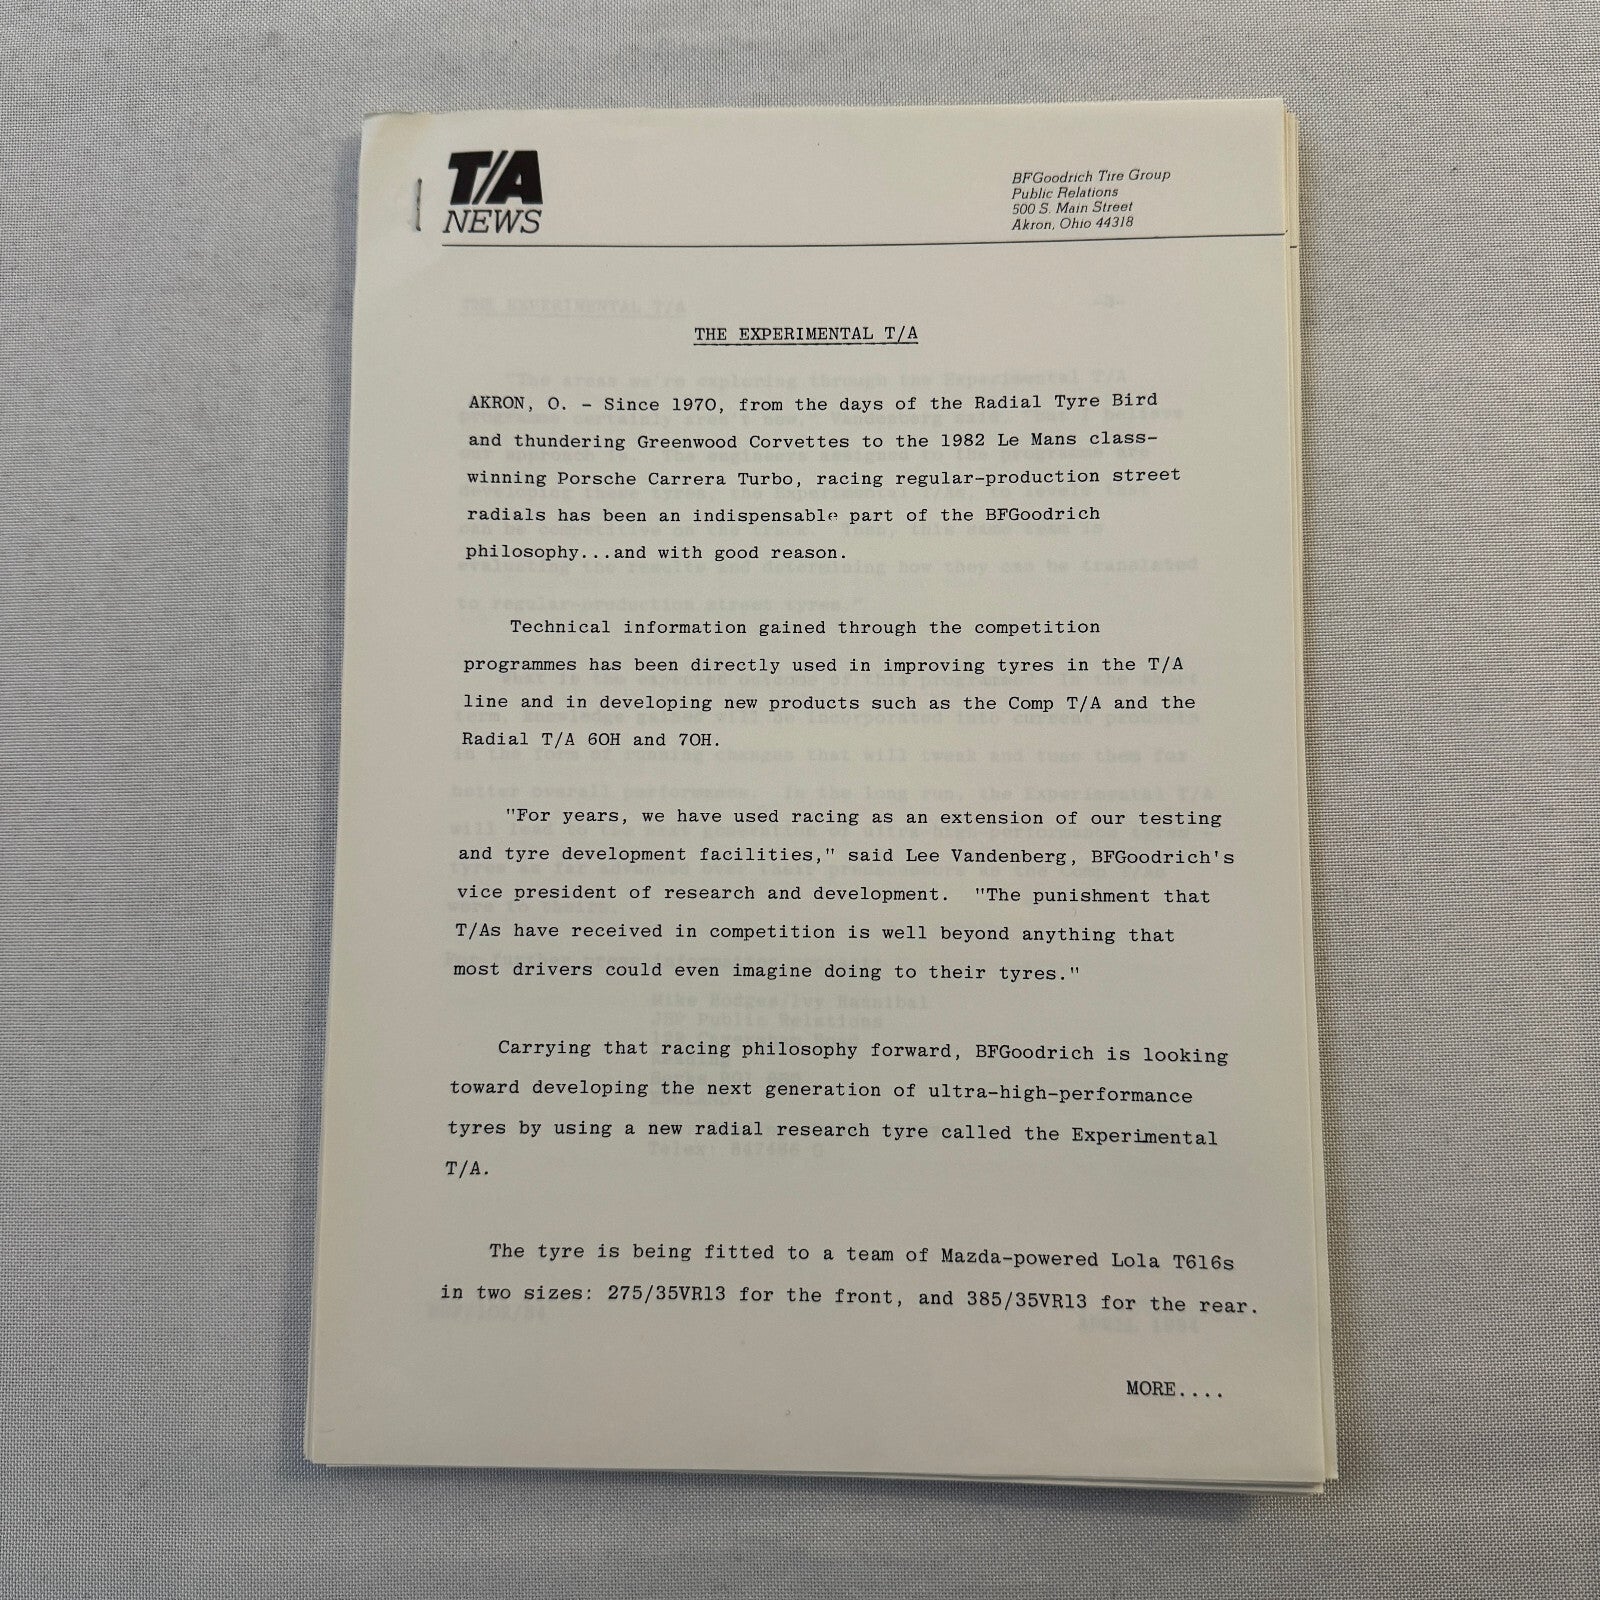 T/A
NEWS
BFGoodrich Tire Group
Public Relations
500 S. Main Street
Akron, Ohio 44318
THE EXPERIMENTAL T/A
AKRON, O. - Since 1970, from the days of the Radial Tyre Bird
and thundering Greenwood Corvettes to the 1982 Le Mans class-
winning Porsche Carrera Turbo, racing regular-production street
radials has been an indispensable part of the BFGoodrich
philosophy...and with good reason.
Technical information gained through the competition
programmes has been directly used in improving tyres in the T/A
line and in developing new products such as the Comp T/A and the
Radial T/A 60H and 70H.
"For years, we have used racing as an extension of our testing
and tyre development facilities," said Lee Vandenberg, BFGoodrich's
vice president of research and development. "The punishment that
T/As have received in competition is well beyond anything that
most drivers could even imagine doing to their tyres."
Carrying that racing philosophy forward, BFGoodrich is looking
toward developing the next generation of ultra-high-performance
tyres by using a new radial research tyre called the Experimental
T/A.
The tyre is being fitted to a team of Mazda-powered Lola T616s
in two sizes: 275/35VR13 for the front, and 385/35VR13 for the rear.
MORE....